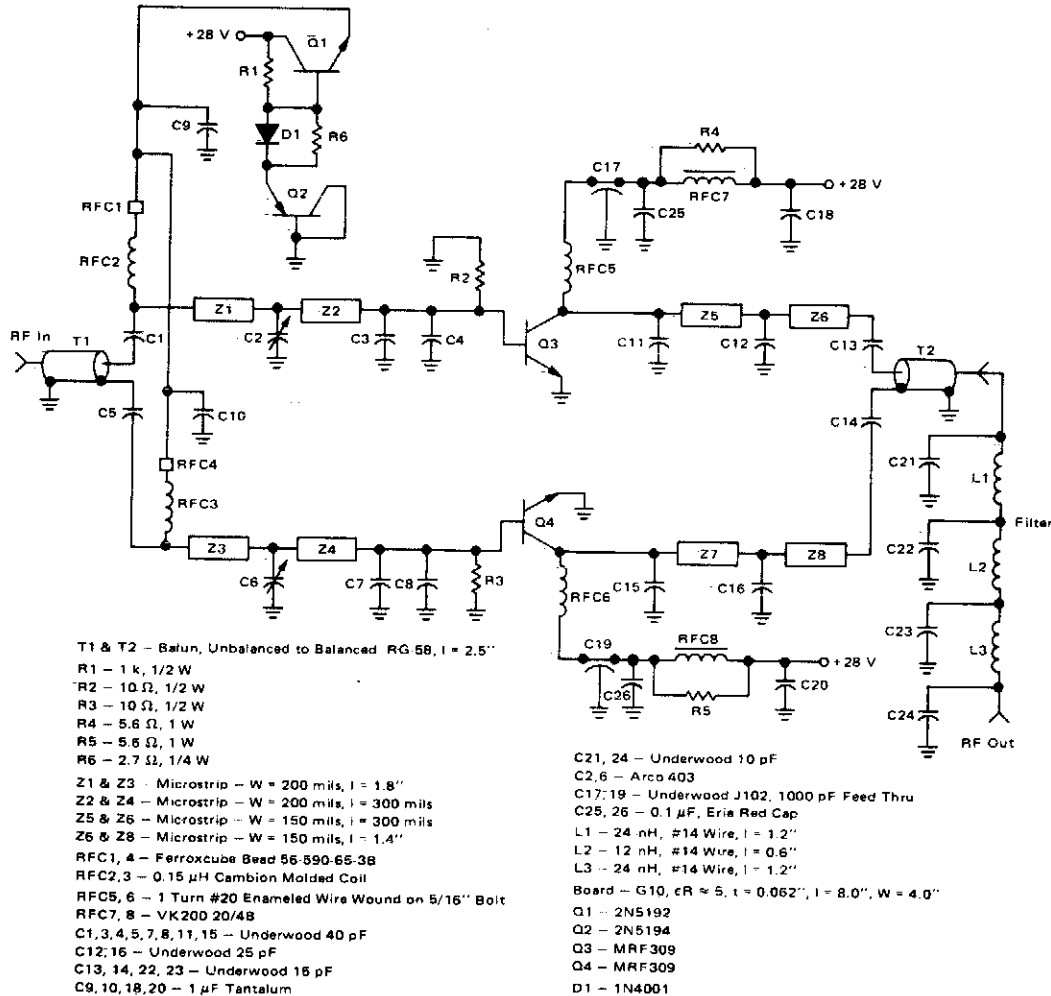 +28 V
Q1
R1
C9
D1
R6
Q2
R4
C17
RFC7
+28 V
C25
C18
RFC1
RFC2
R2
RFC5
Z1
Z2
Z5
Z6
RF In
T1
C1
C2
C3
C4
Q3
C11
C12
C13
T2
C5
C10
C14
RFC4
RFC3
C21
L1
Filter
Q4
Z3
Z4
Z7
Z8
C22
L2
C6
C7
C8
R3
RFC6
C15
C16
C23
L3
C19
RFC8
+28 V
C26
R5
C20
C24
RF Out
T1 & T2 – Balun, Unbalanced to Balanced RG-58, l = 2.5"
R1 – 1 k, 1/2 W
R2 – 10 Ω, 1/2 W
R3 – 10 Ω, 1/2 W
R4 – 5.6 Ω, 1 W
R5 – 5.6 Ω, 1 W
R6 – 2.7 Ω, 1/4 W
Z1 & Z3 – Microstrip – W = 200 mils, l = 1.8"
Z2 & Z4 – Microstrip – W = 200 mils, l = 300 mils
Z5 & Z6 – Microstrip – W = 150 mils, l = 300 mils
Z6 & Z8 – Microstrip – W = 150 mils, l = 1.4"
RFC1, 4 – Ferroxcube Bead 56-590-65-3B
RFC2,3 – 0.15 μH Cambion Molded Coil
RFC5, 6 – 1 Turn #20 Enameled Wire Wound on 5/16" Bolt
RFC7, 8 – VK200 20/4B
C1,3,4,5,7,8,11,15 – Underwood 40 pF
C12,16 – Underwood 25 pF
C13, 14, 22, 23 – Underwood 15 pF
C9,10,18,20 – 1 μF Tantalum
C21, 24 – Underwood 10 pF
C2,6 – Arco 403
C17,19 – Underwood J102, 1000 pF Feed Thru
C25, 26 – 0.1 μF, Erie Red Cap
L1 – 24 nH, #14 Wire, l = 1.2"
L2 – 12 nH, #14 Wire, l = 0.6"
L3 – 24 nH, #14 Wire, l = 1.2"
Board – G10, εR ≈ 5, t = 0.062", l = 8.0", W = 4.0"
Q1 – 2N5192
Q2 – 2N5194
Q3 – MRF309
Q4 – MRF309
D1 – 1N4001